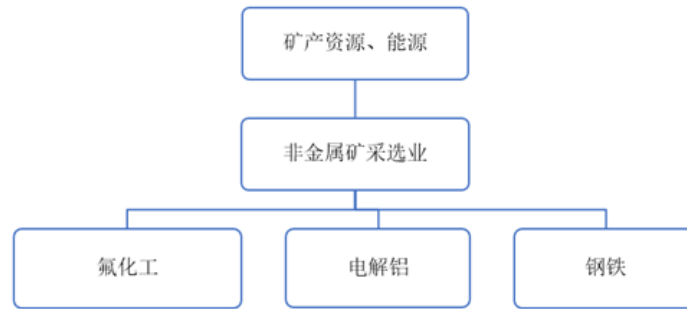 矿产资源、能源
非金属矿采选业
氟化工
电解铝
钢铁